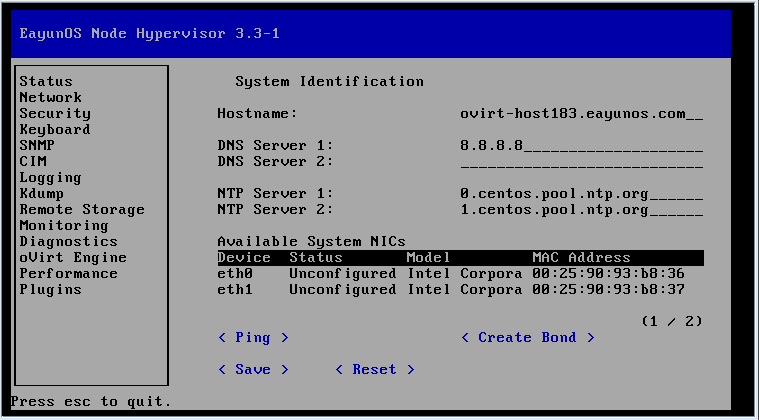 EayunOS Node Hypervisor 3.3-1
Status
Network
Security
Keyboard
SNMP
CIM
Logging
Kdump
Remote Storage
Monitoring
Diagnostics
oVirt Engine
Performance
Plugins
System Identification
Hostname: ovirt-host183.eayunos.com__
DNS Server 1: 8.8.8.8____________________
DNS Server 2: ___________________________
NTP Server 1: 0.centos.pool.ntp.org______
NTP Server 2: 1.centos.pool.ntp.org______
Available System NICs
Device Status Model MAC Address
eth0 Unconfigured Intel Corpora 00:25:90:93:b8:36
eth1 Unconfigured Intel Corpora 00:25:90:93:b8:37
(1 / 2)
< Ping > < Create Bond >
< Save > < Reset >
Press esc to quit.